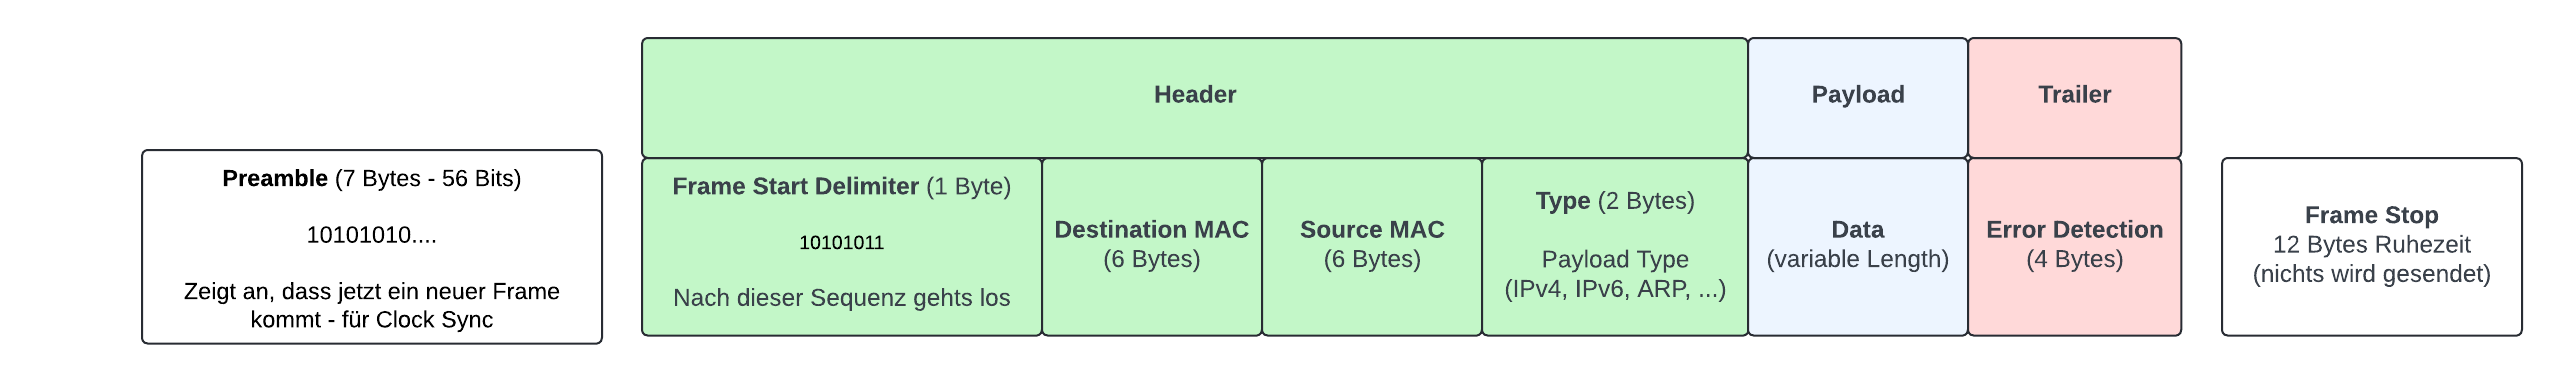 Header
Payload
Trailer
Preamble (7 Bytes - 56 Bits)
10101010....
Zeigt an, dass jetzt ein neuer Frame
kommt - für Clock Sync
Frame Start Delimiter (1 Byte)
10101011
Nach dieser Sequenz gehts los
Destination MAC
(6 Bytes)
Source MAC
(6 Bytes)
Type (2 Bytes)
Payload Type
(IPv4, IPv6, ARP, ...)
Data
(variable Length)
Error Detection
(4 Bytes)
Frame Stop
12 Bytes Ruhezeit
(nichts wird gesendet)